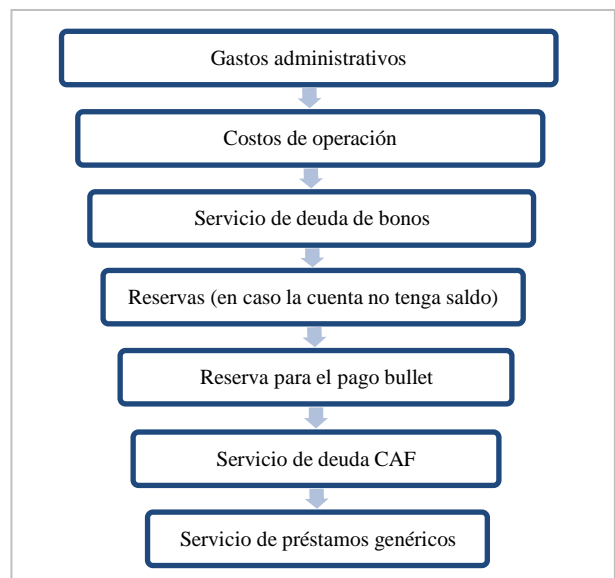 Gastos administrativos
Costos de operación
Servicio de deuda de bonos
Reservas (en caso la cuenta no tenga saldo)
Reserva para el pago bullet
Servicio de deuda CAF
Servicio de préstamos genéricos